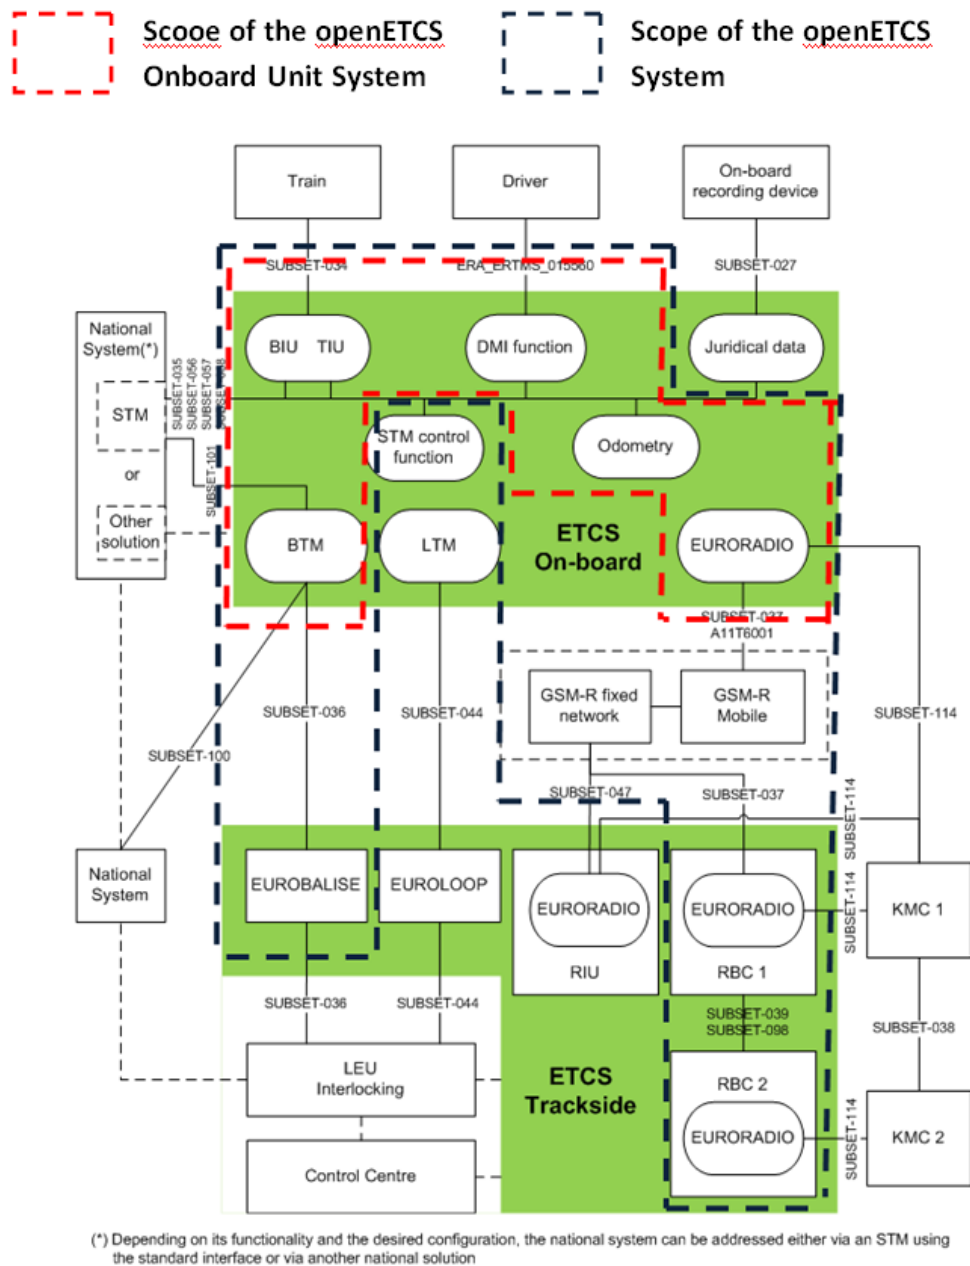 Scooe of the openETCS
Onboard Unit System
Scope of the openETCS
System
Train
Driver
On-board
recording device
SUBSET-034
ERA_ERTMS_015560
SUBSET-027
National
System(*)
STM
or
Other
solution
SUBSET-035
SUBSET-056
SUBSET-057
SUBSET-101
BIU TIU
DMI function
Juridical data
STM control
function
Odometry
BTM
LTM
ETCS
On-board
EURORADIO
SUBSET-037
A11T6001
GSM-R fixed
network
GSM-R
Mobile
SUBSET-036
SUBSET-044
SUBSET-114
SUBSET-100
SUBSET-047
SUBSET-037
SUBSET-114
National
System
EUROBALISE
EUROLOOP
EURORADIO
RIU
EURORADIO
RBC 1
SUBSET-114
KMC 1
SUBSET-036
SUBSET-044
SUBSET-039
SUBSET-098
SUBSET-038
LEU
Interlocking
ETCS
Trackside
RBC 2
EURORADIO
SUBSET-114
KMC 2
Control Centre
(*) Depending on its functionality and the desired configuration, the national system can be addressed either via an STM using
the standard interface or via another national solution